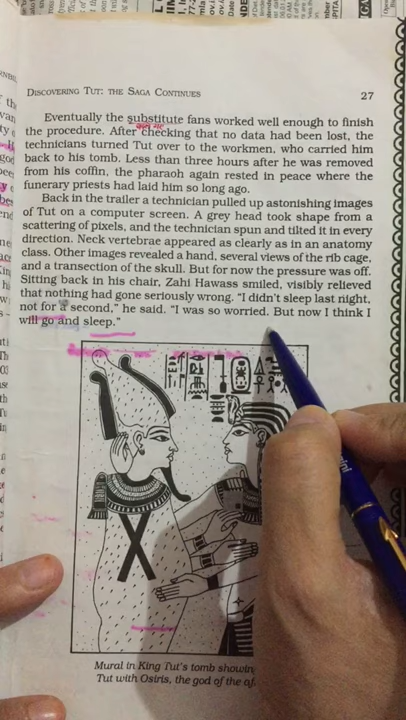 DISCOVERING TUT: THE SAGA CONTINUES
27
Eventually the substitute fans worked well enough to finish
the procedure. After checking that no data had been lost, the
technicians turned Tut over to the workmen, who carried him
back to his tomb. Less than three hours after he was removed
from his coffin, the pharaoh again rested in peace where the
funerary priests had laid him so long ago.
Back in the trailer a technician pulled up astonishing images
of Tut on a computer screen. A grey head took shape from a
scattering of pixels, and the technician spun and tilted it in every
direction. Neck vertebrae appeared as clearly as in an anatomy
class. Other images revealed a hand, several views of the rib cage,
and a transection of the skull. But for now the pressure was off.
Sitting back in his chair, Zahi Hawass smiled, visibly relieved
that nothing had gone seriously wrong. “I didn't sleep last night,
not for a second,” he said. “I was so worried. But now I think I
will go and sleep.”
Mural in King Tut's tomb showin
Tut with Osiris, the god of the af